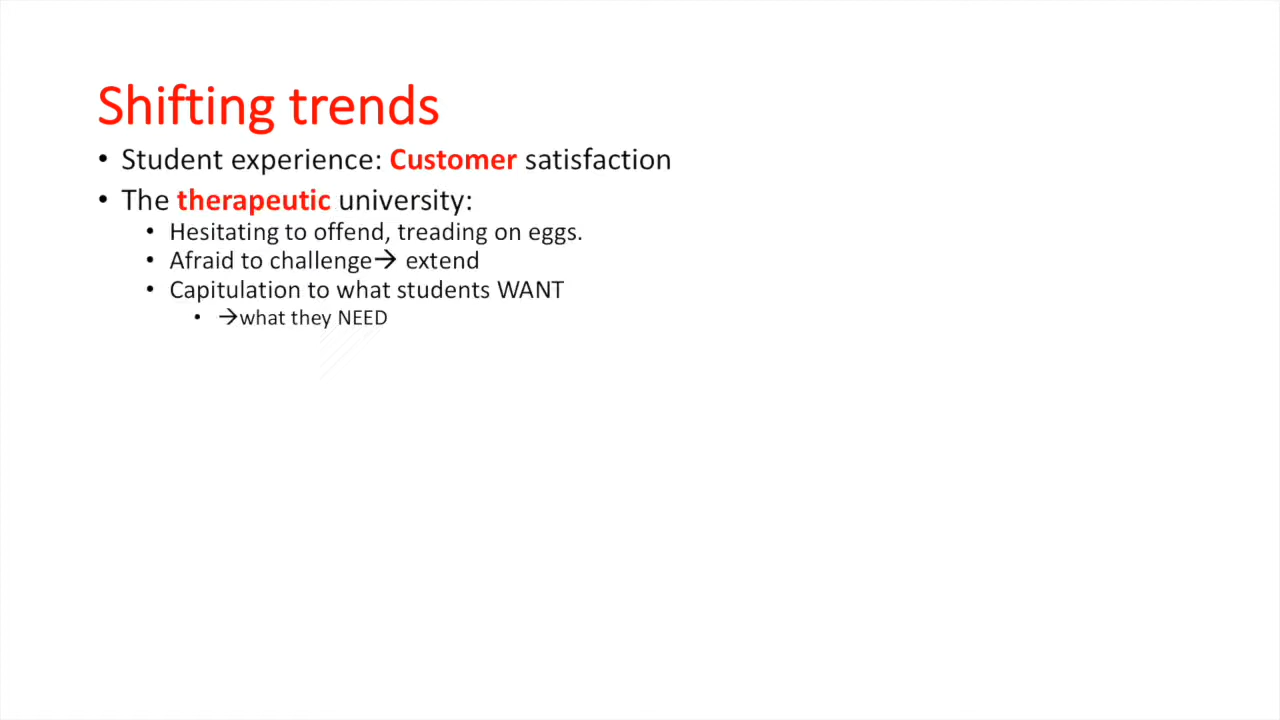 Shifting trends
• Student experience: Customer satisfaction
• The therapeutic university:
• Hesitating to offend, treading on eggs.
• Afraid to challenge→ extend
• Capitulation to what students WANT
• →what they NEED